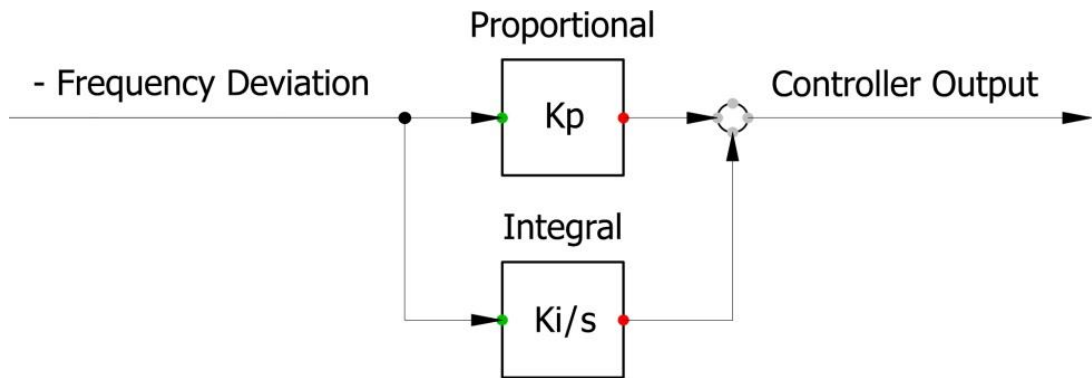 Proportional
- Frequency Deviation
Kp
Controller Output
Integral
Ki/s